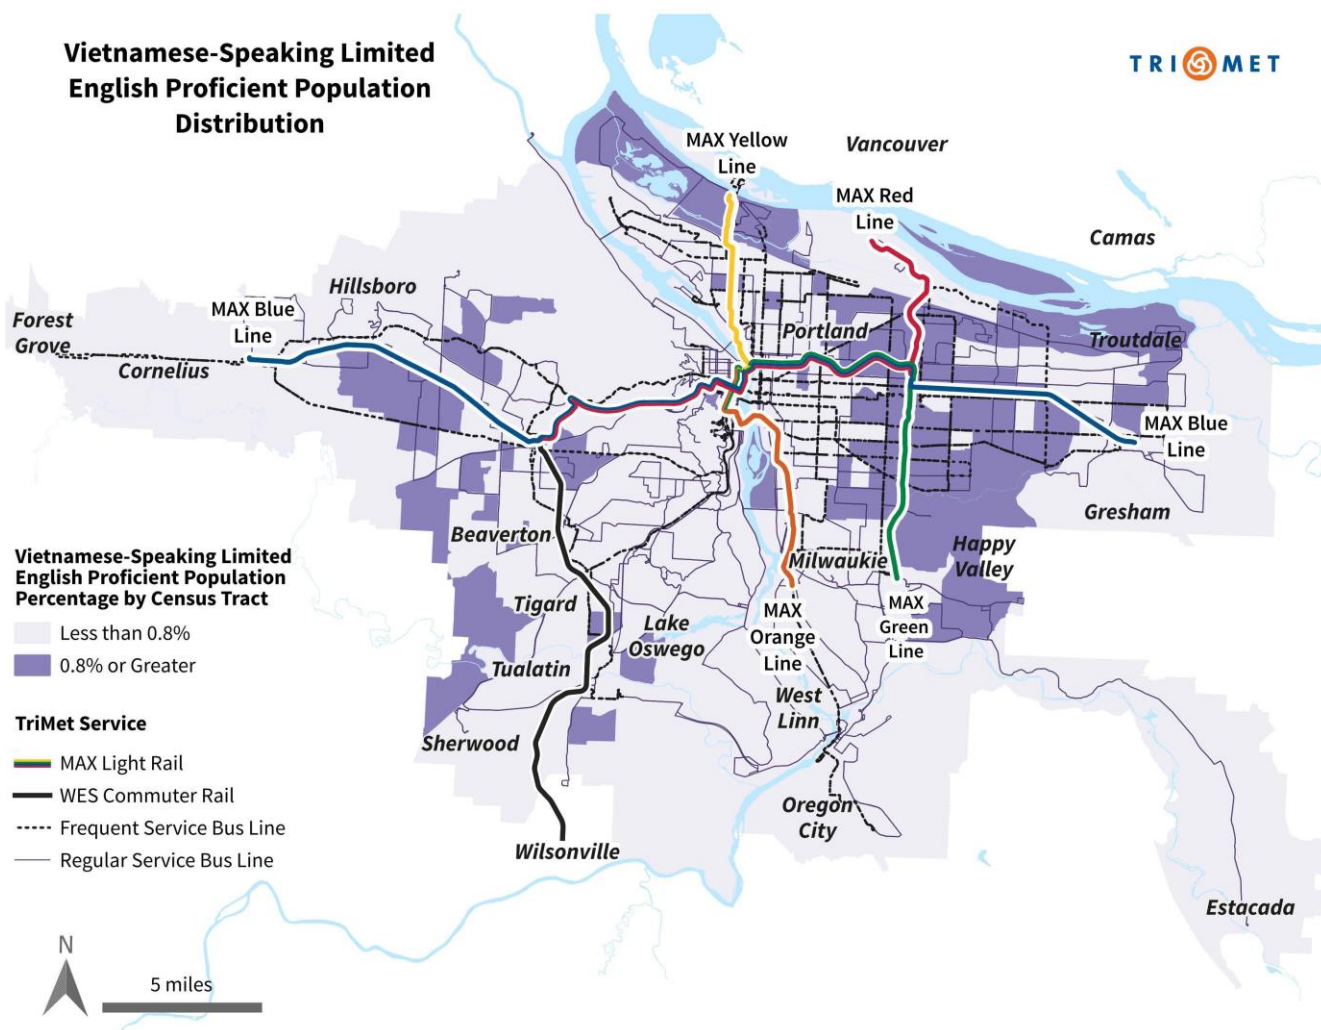 Vietnamese-Speaking Limited
English Proficient Population
Distribution
TRI MET
MAX Yellow
Line
Vancouver
MAX Red
Line
Camas
Hillsboro
MAX Blue
Line
Forest
Grove
Cornelius
Portland
Troutdale
MAX Blue
Line
Gresham
Beaverton
Happy
Valley
Milwaukie
Tigard
Lake
Oswego
MAX
Orange
Line
MAX
Green
Line
Tualatin
West
Linn
Sherwood
Oregon
City
Wilsonville
Estacada
Vietnamese-Speaking Limited
English Proficient Population
Percentage by Census Tract
Less than 0.8%
0.8% or Greater
TriMet Service
MAX Light Rail
WES Commuter Rail
Frequent Service Bus Line
Regular Service Bus Line
N
5 miles